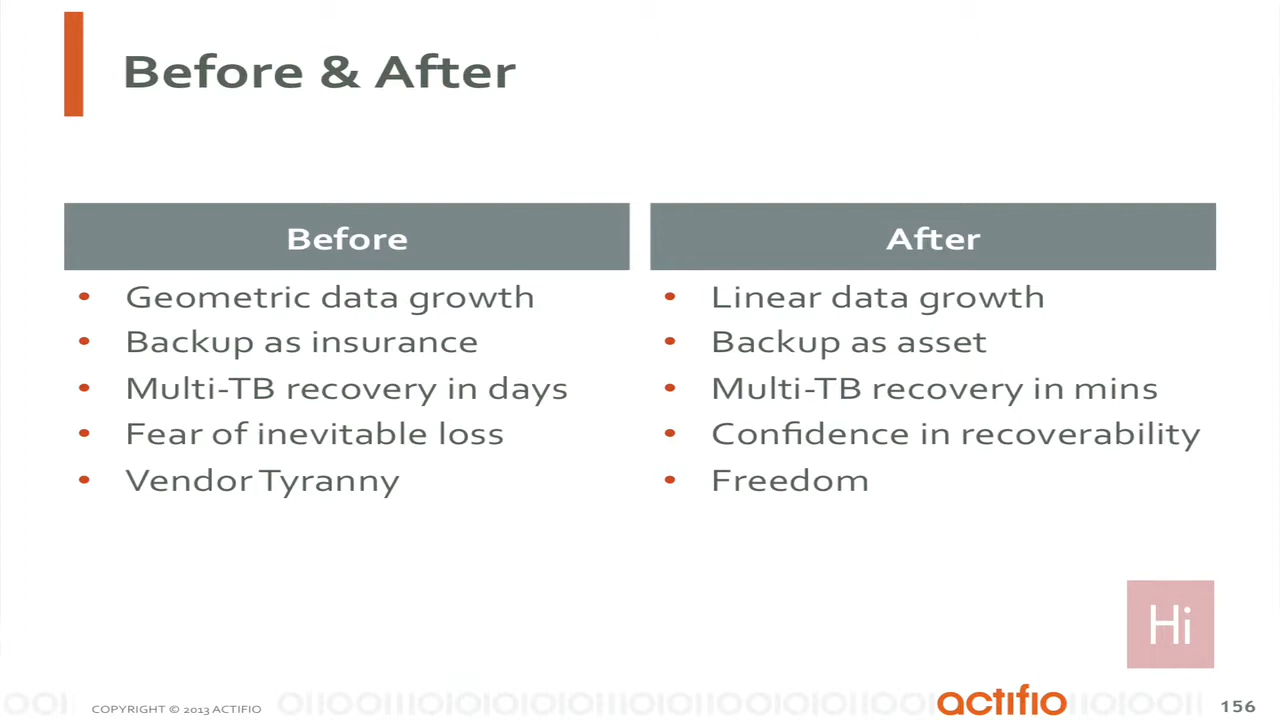 Before & After
Before
• Geometric data growth
• Backup as insurance
• Multi-TB recovery in days
• Fear of inevitable loss
• Vendor Tyranny
After
• Linear data growth
• Backup as asset
• Multi-TB recovery in mins
• Confidence in recoverability
• Freedom
Hi
COPYRIGHT © 2013 ACTIFIO
actifio
156